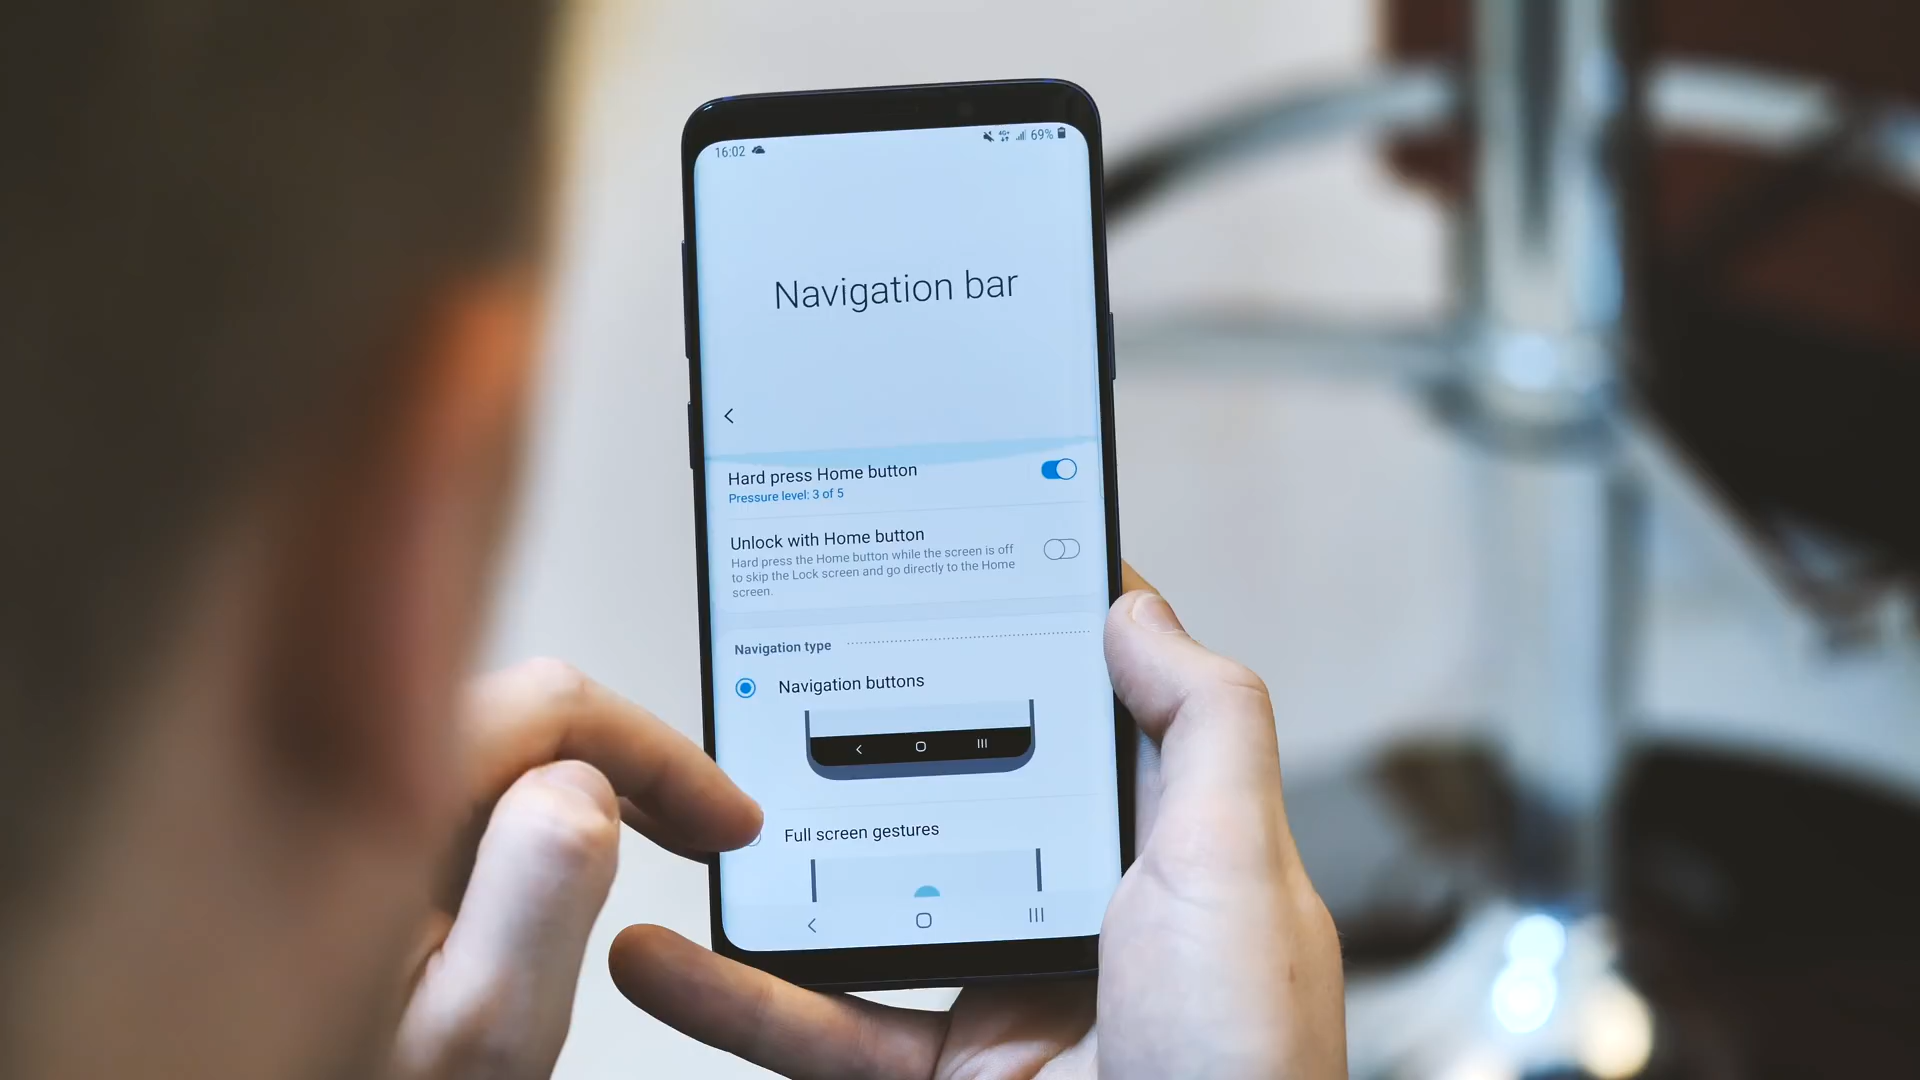 16:02
4G+ 69%
Navigation bar
Hard press Home button
Pressure level: 3 of 5
Unlock with Home button
Hard press the Home button while the screen is off
to skip the Lock screen and go directly to the Home
screen.
Navigation type
Navigation buttons
Full screen gestures